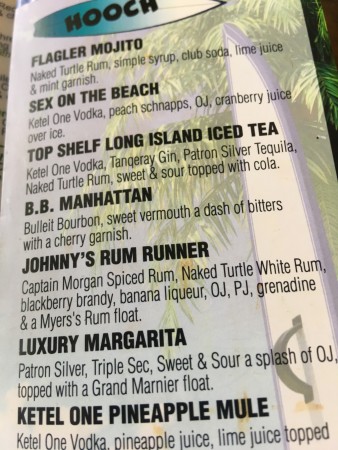 HOOCH
FLAGLER MOJITO
Naked Turtle Rum, simple syrup, club soda, lime juice
& mint garnish.
SEX ON THE BEACH
Ketel One Vodka, peach schnapps, OJ, cranberry juice
over ice.
TOP SHELF LONG ISLAND ICED TEA
Ketel One Vodka, Tanqeray Gin, Patron Silver Tequila,
Naked Turtle Rum, sweet & sour topped with cola.
B.B. MANHATTAN
Bulleit Bourbon, sweet vermouth a dash of bitters
with a cherry garnish.
JOHNNY'S RUM RUNNER
Captain Morgan Spiced Rum, Naked Turtle White Rum,
blackberry brandy, banana liqueur, OJ, PJ, grenadine
& a Myers's Rum float.
LUXURY MARGARITA
Patron Silver, Triple Sec, Sweet & Sour a splash of OJ,
topped with a Grand Marnier float.
KETEL ONE PINEAPPLE MULE
Ketel One Vodka, pineapple juice, lime juice topped